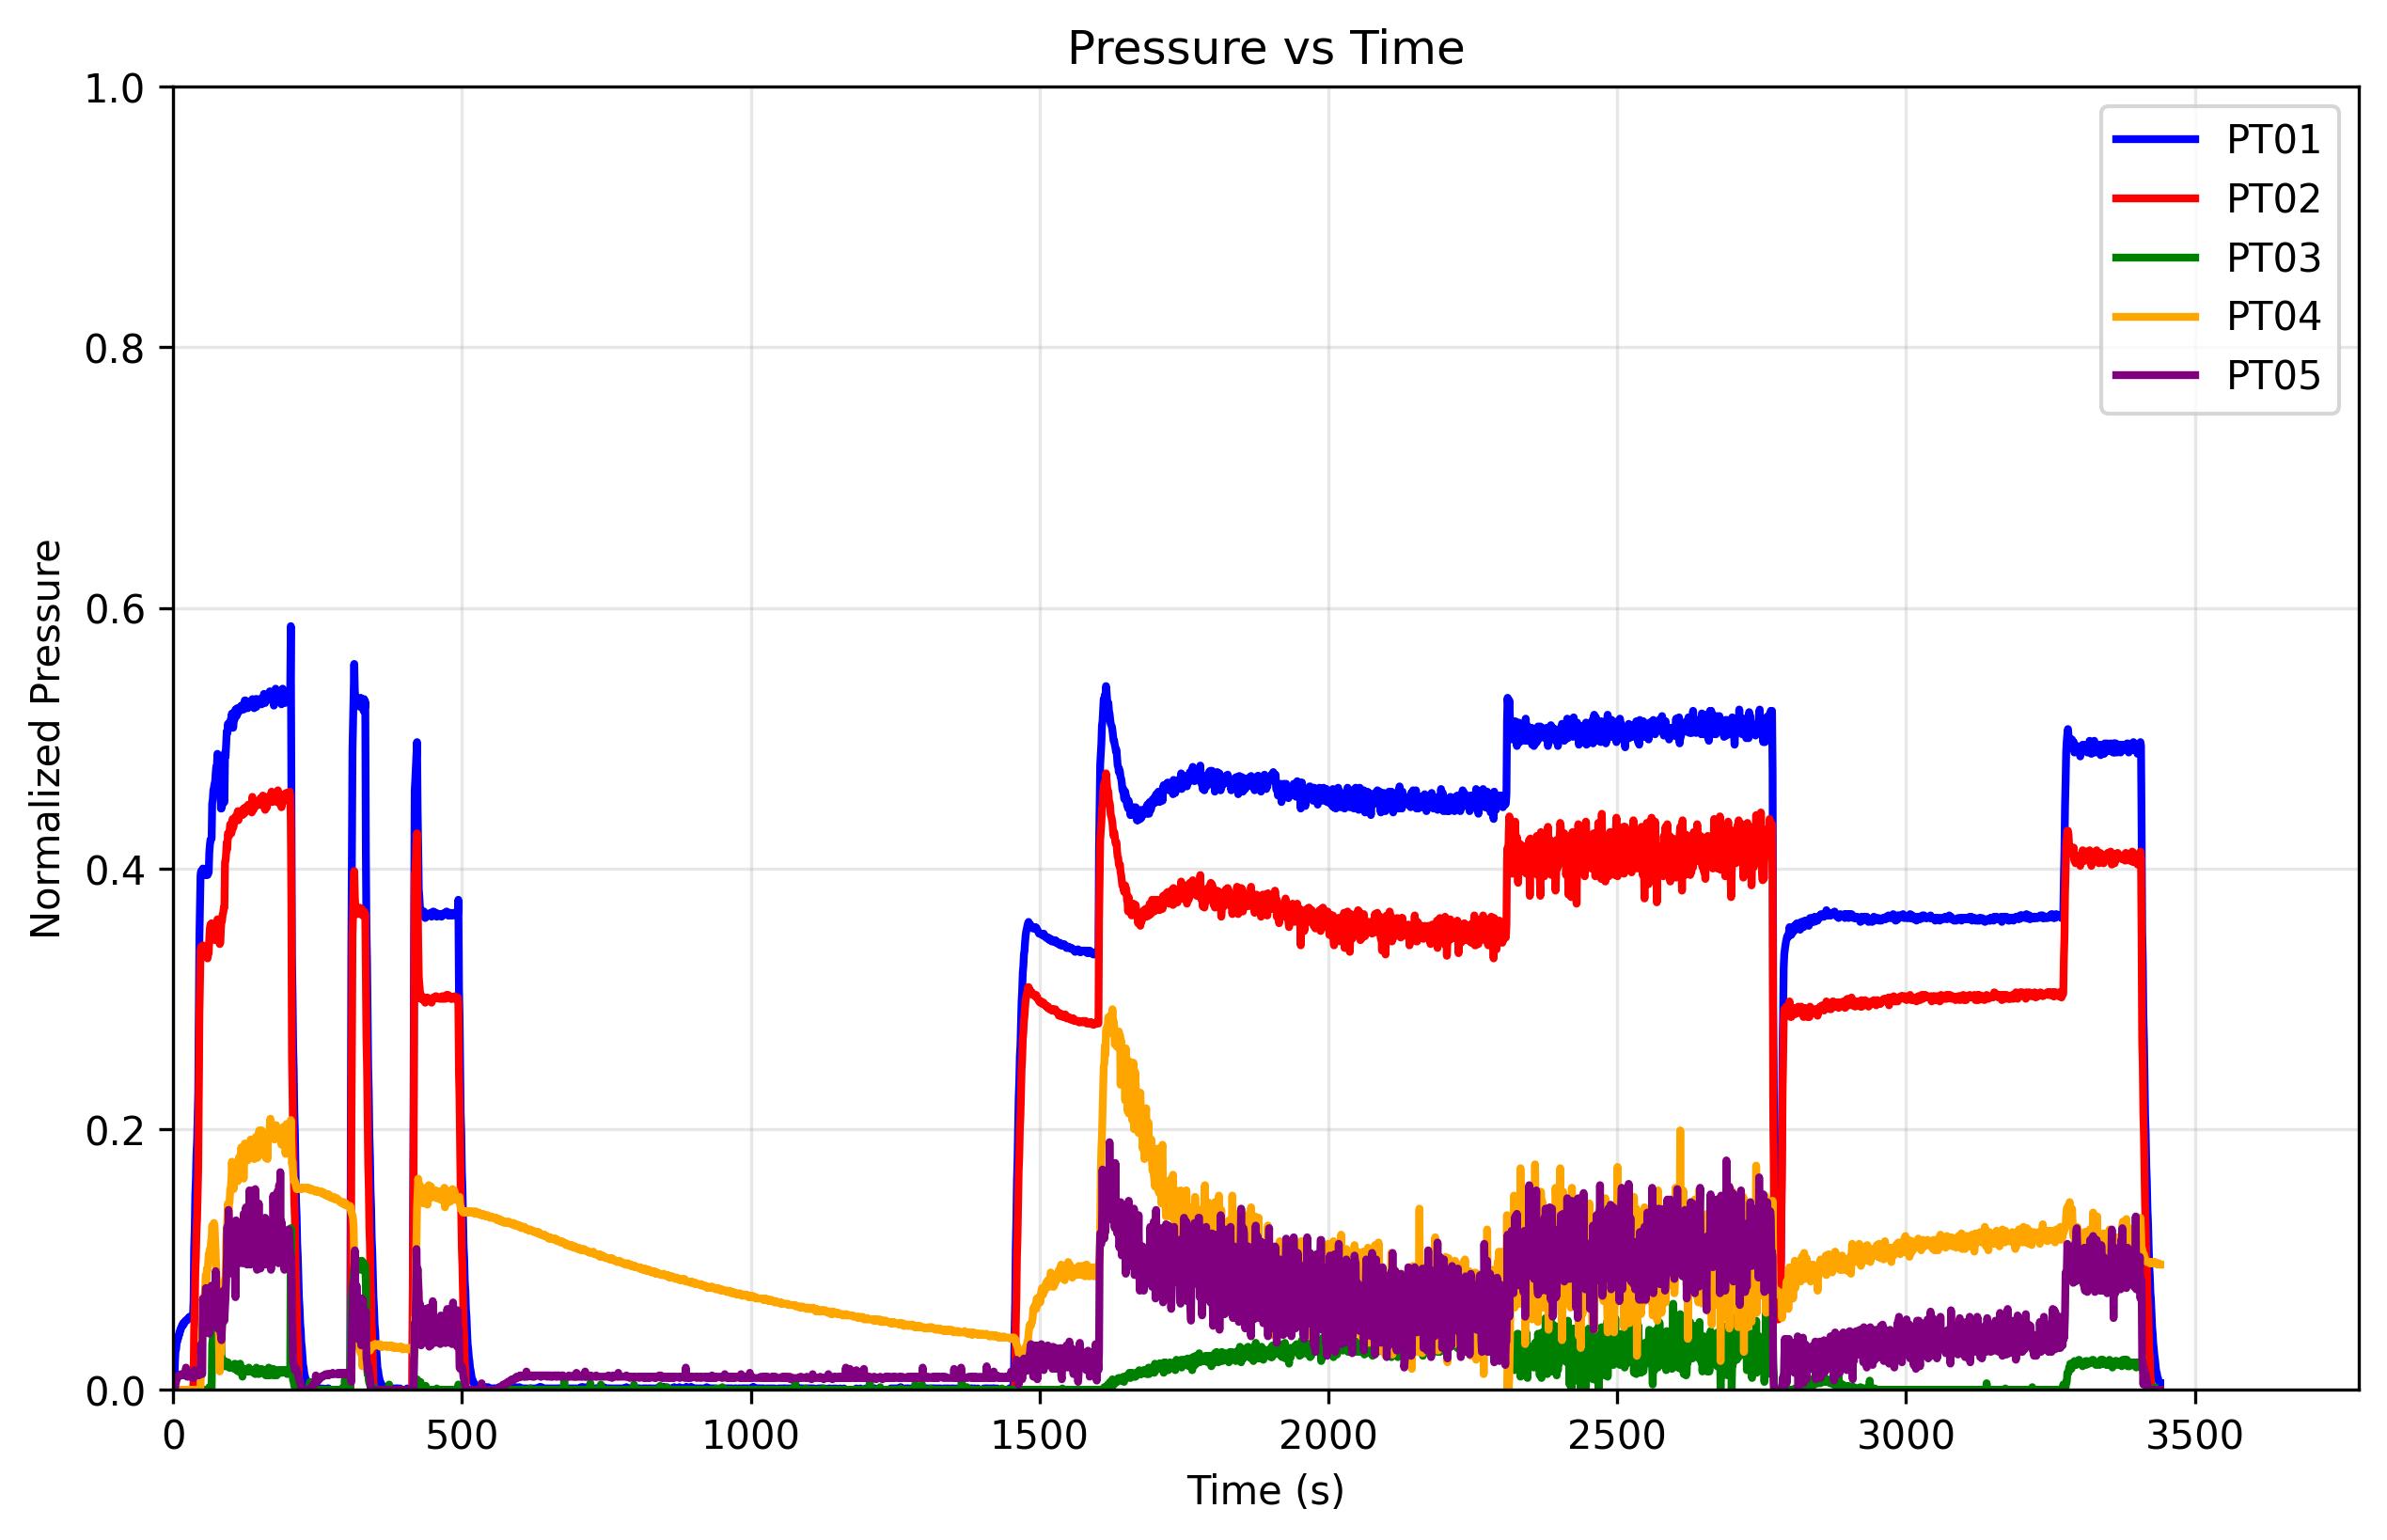 Pressure vs Time
1.0
0.8
0.6
0.4
0.2
0.0
Normalized Pressure
PT01
PT02
PT03
PT04
PT05
0 500 1000 1500 2000 2500 3000 3500
Time (s)